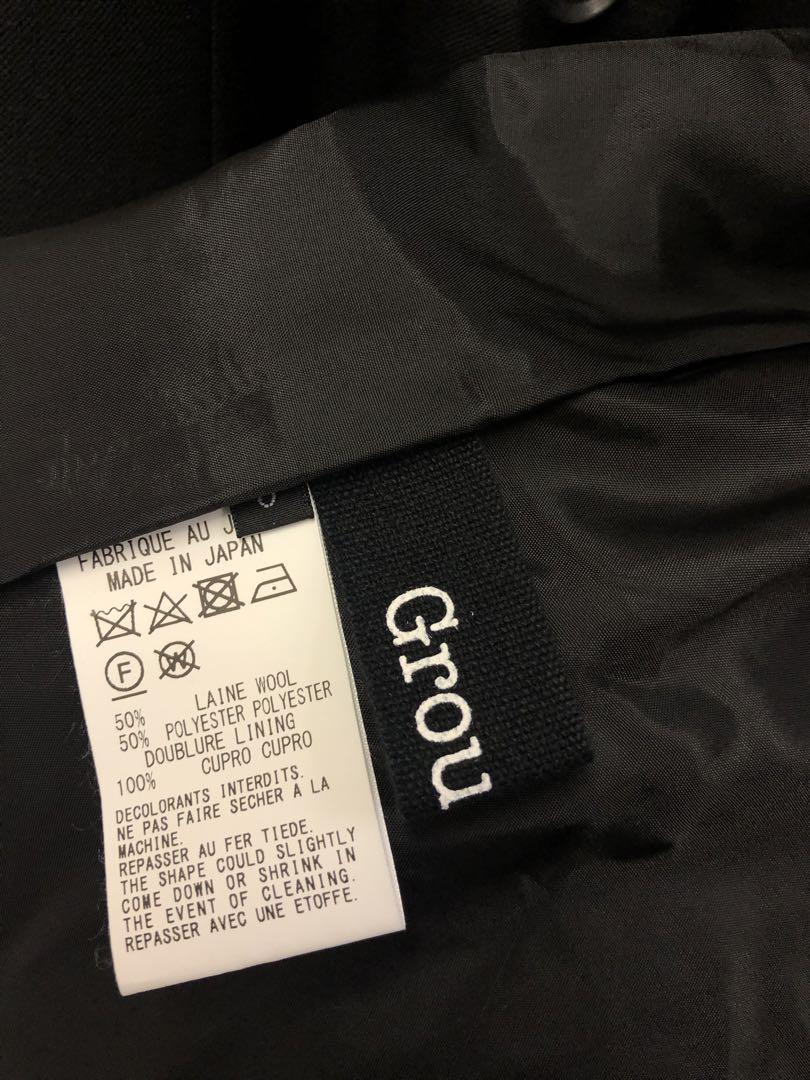 FABRIQUE AU J
MADE IN JAPAN
F W
50% LAINE WOOL
50% POLYESTER POLYESTER
DOUBLURE LINING
100% CUPRO CUPRO
DECOLORANTS INTERDITS.
NE PAS FAIRE SECHER A LA
MACHINE.
REPASSER AU FER TIEDE.
THE SHAPE COULD SLIGHTLY
COME DOWN OR SHRINK IN
THE EVENT OF CLEANING.
REPASSER AVEC UNE ETOFFE.
Grou